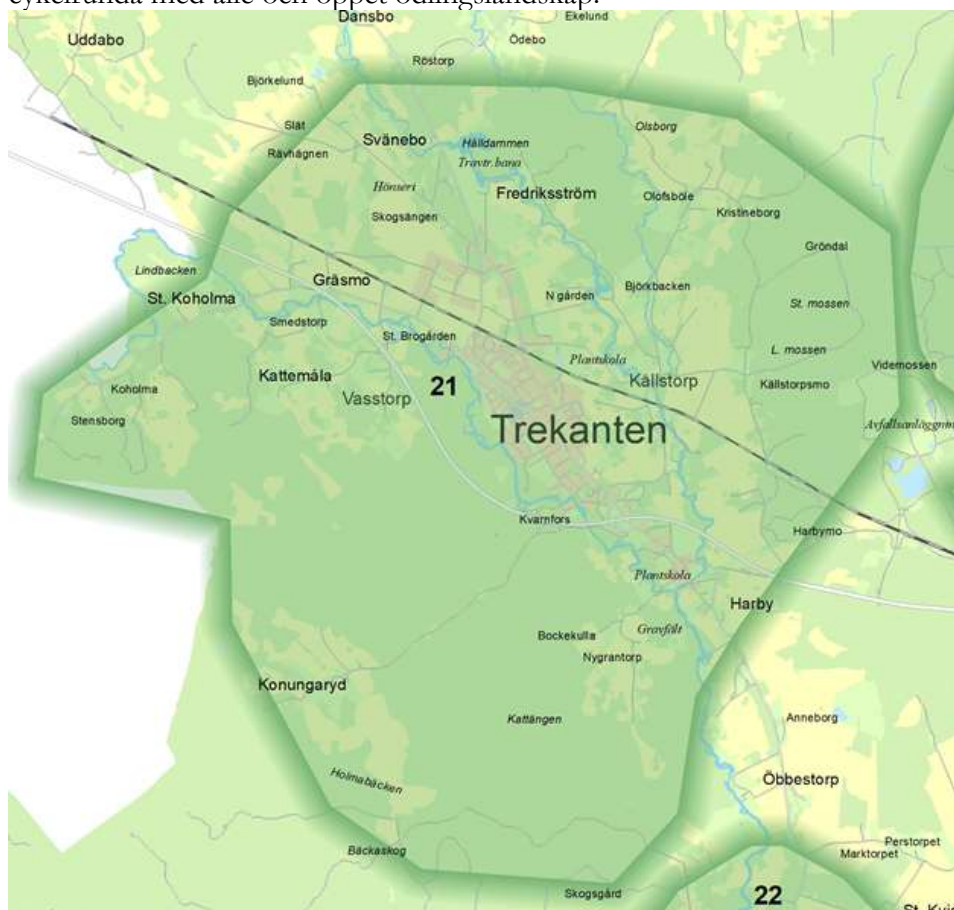 cykelrunda med allé och öppet odlingslandskap.
Dansbo
Ekelund
Uddabo
Ödebo
Röstorp
Björkelund
Slät
Olsborg
Svänebo
Hälldammen
Rävhägnen
Travtr.bana
Hönseri
Fredriksström
Olofsböle
Skogsängen
Kristineborg
Gröndal
Lindbacken
Gräsmo
Björkbacken
St. Koholma
N gården
St. mossen
Smedstorp
St. Brogården
L. mossen
Plantskola
Videmossen
Kattemåla
21
Källstorp
Källstorpsmo
Koholma
Vasstorp
Stensborg
Trekanten
Avfallsanläggnin
Kvarnfors
Harbymo
Plantskola
Harby
Gravfält
Bockekulla
Nygrantorp
Konungaryd
Kattängen
Anneborg
Holmabäcken
Öbbestorp
Perstorpet
Bäckaskog
Marktorpet
Skogsgård
22